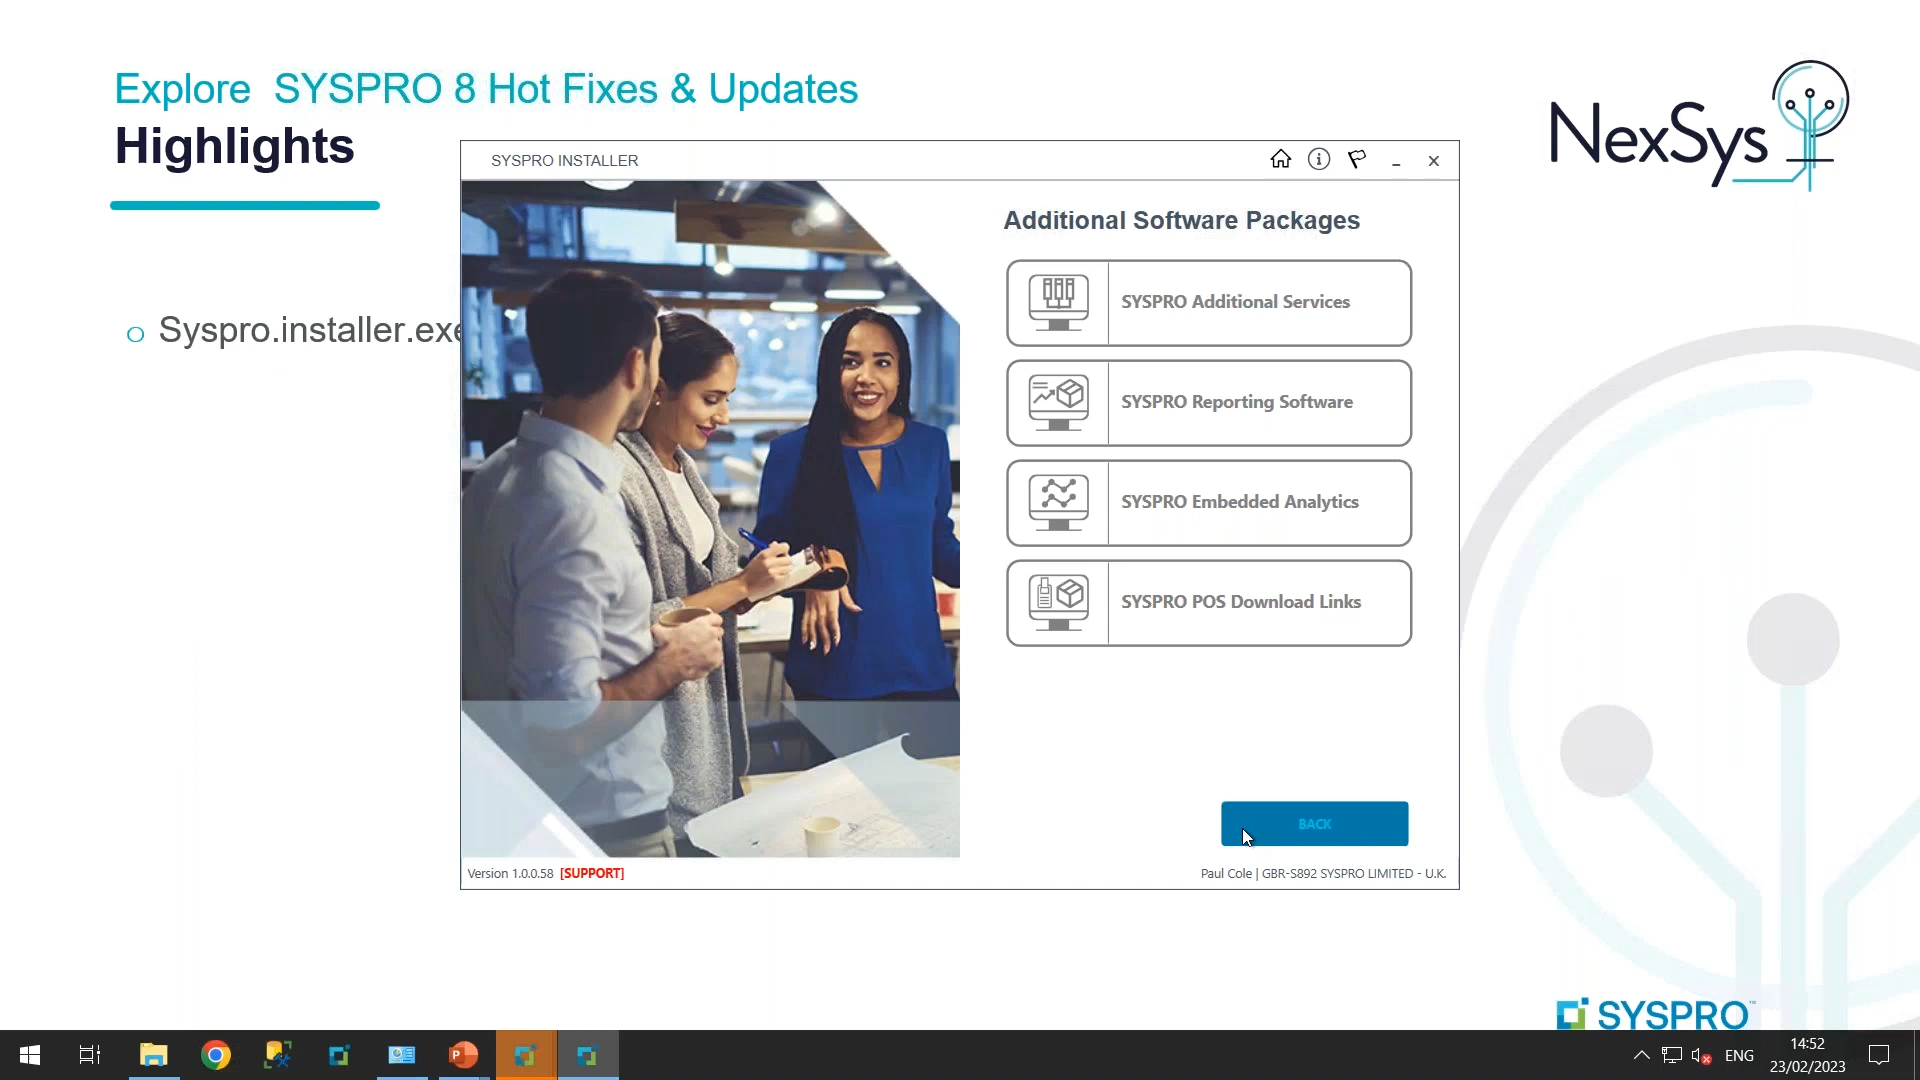 Explore  SYSPRO 8 Hot Fixes & Updates
Highlights
NexSys
Syspro.installer.exe
SYSPRO INSTALLER
Additional Software Packages
SYSPRO Additional Services
SYSPRO Reporting Software
SYSPRO Embedded Analytics
SYSPRO POS Download Links
BACK
Version 1.0.0.58 [SUPPORT]
Paul Cole | GBR-S892 SYSPRO LIMITED - U.K.
SYSPRO™
P
ENG
14:52
23/02/2023